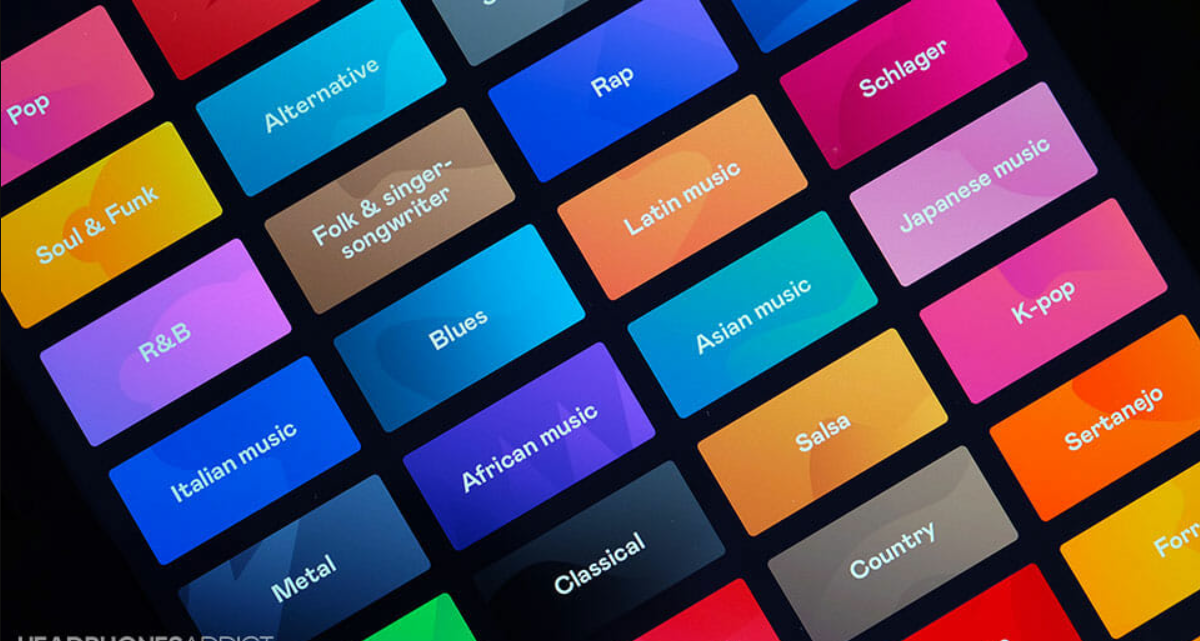 Pop
Alternative
Rap
Schlager
Soul & Funk
Folk & singer-
songwriter
Latin music
Japanese music
R&B
Blues
Asian music
K-pop
Italian music
African music
Salsa
Sertanejo
Metal
Classical
Country
HEADPHONESADDICT